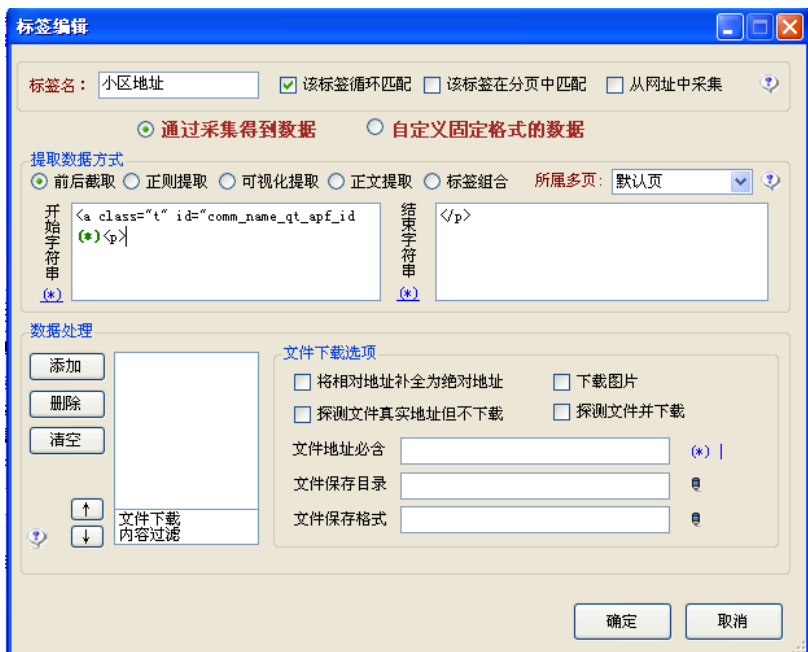 标签编辑
标签名： 小区地址 该标签循环匹配 该标签在分页中匹配 从网址中采集
通过采集得到数据 自定义固定格式的数据
提取数据方式
前后截取 正则提取 可视化提取 正文提取 标签组合 所属多页: 默认页
开始字符串
(*)
<a class="t" id="comm_name_qt_apf_id
(*)<p>
结束字符串
(*)
</p>
数据处理
添加
删除
清空
↑
↓
文件下载
内容过滤
文件下载选项
将相对地址补全为绝对地址 下载图片
探测文件真实地址但不下载 探测文件并下载
文件地址必含 (*) |
文件保存目录
文件保存格式
确定 取消